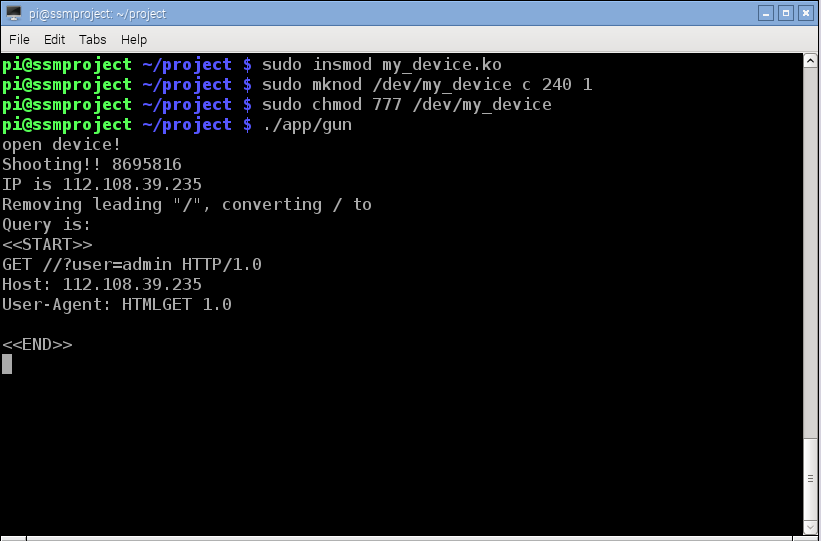 pi@ssmproject: ~/project
File Edit Tabs Help
pi@ssmproject ~/project $ sudo insmod my_device.ko
pi@ssmproject ~/project $ sudo mknod /dev/my_device c 240 1
pi@ssmproject ~/project $ sudo chmod 777 /dev/my_device
pi@ssmproject ~/project $ ./app/gun
open device!
Shooting!! 8695816
IP is 112.108.39.235
Removing leading "/", converting / to
Query is:
<<START>>
GET //?user=admin HTTP/1.0
Host: 112.108.39.235
User-Agent: HTMLGET 1.0
<<END>>